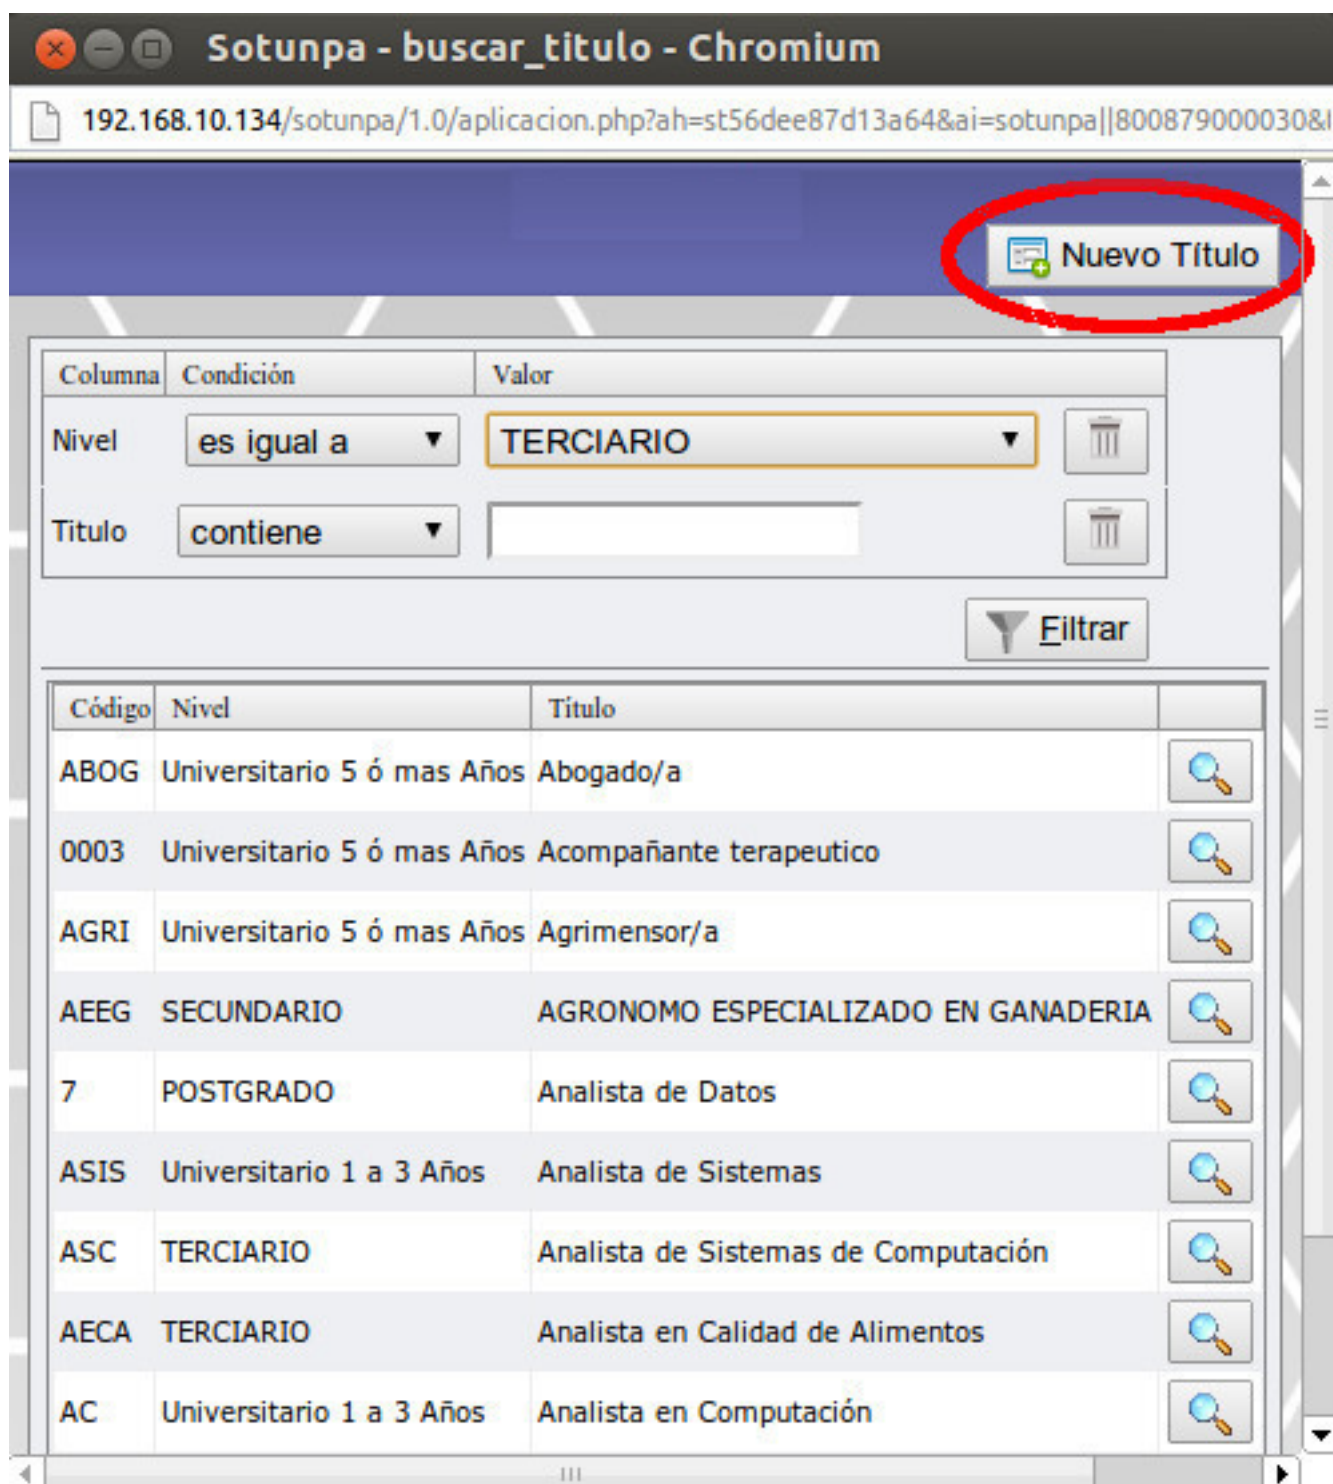 Sotunpa - buscar_titulo - Chromium
192.168.10.134/sotunpa/1.0/aplicacion.php?ah=st56dee87d13a64&ai=sotunpa||800879000030&
Nuevo Título
Columna Condición Valor
Nivel es igual a TERCIARIO
Titulo contiene
Filtrar
Código Nivel Título
ABOG Universitario 5 ó mas Años Abogado/a
0003 Universitario 5 ó mas Años Acompañante terapeutico
AGRI Universitario 5 ó mas Años Agrimensor/a
AEEG SECUNDARIO AGRONOMO ESPECIALIZADO EN GANADERIA
7 POSTGRADO Analista de Datos
ASIS Universitario 1 a 3 Años Analista de Sistemas
ASC TERCIARIO Analista de Sistemas de Computación
AECA TERCIARIO Analista en Calidad de Alimentos
AC Universitario 1 a 3 Años Analista en Computación